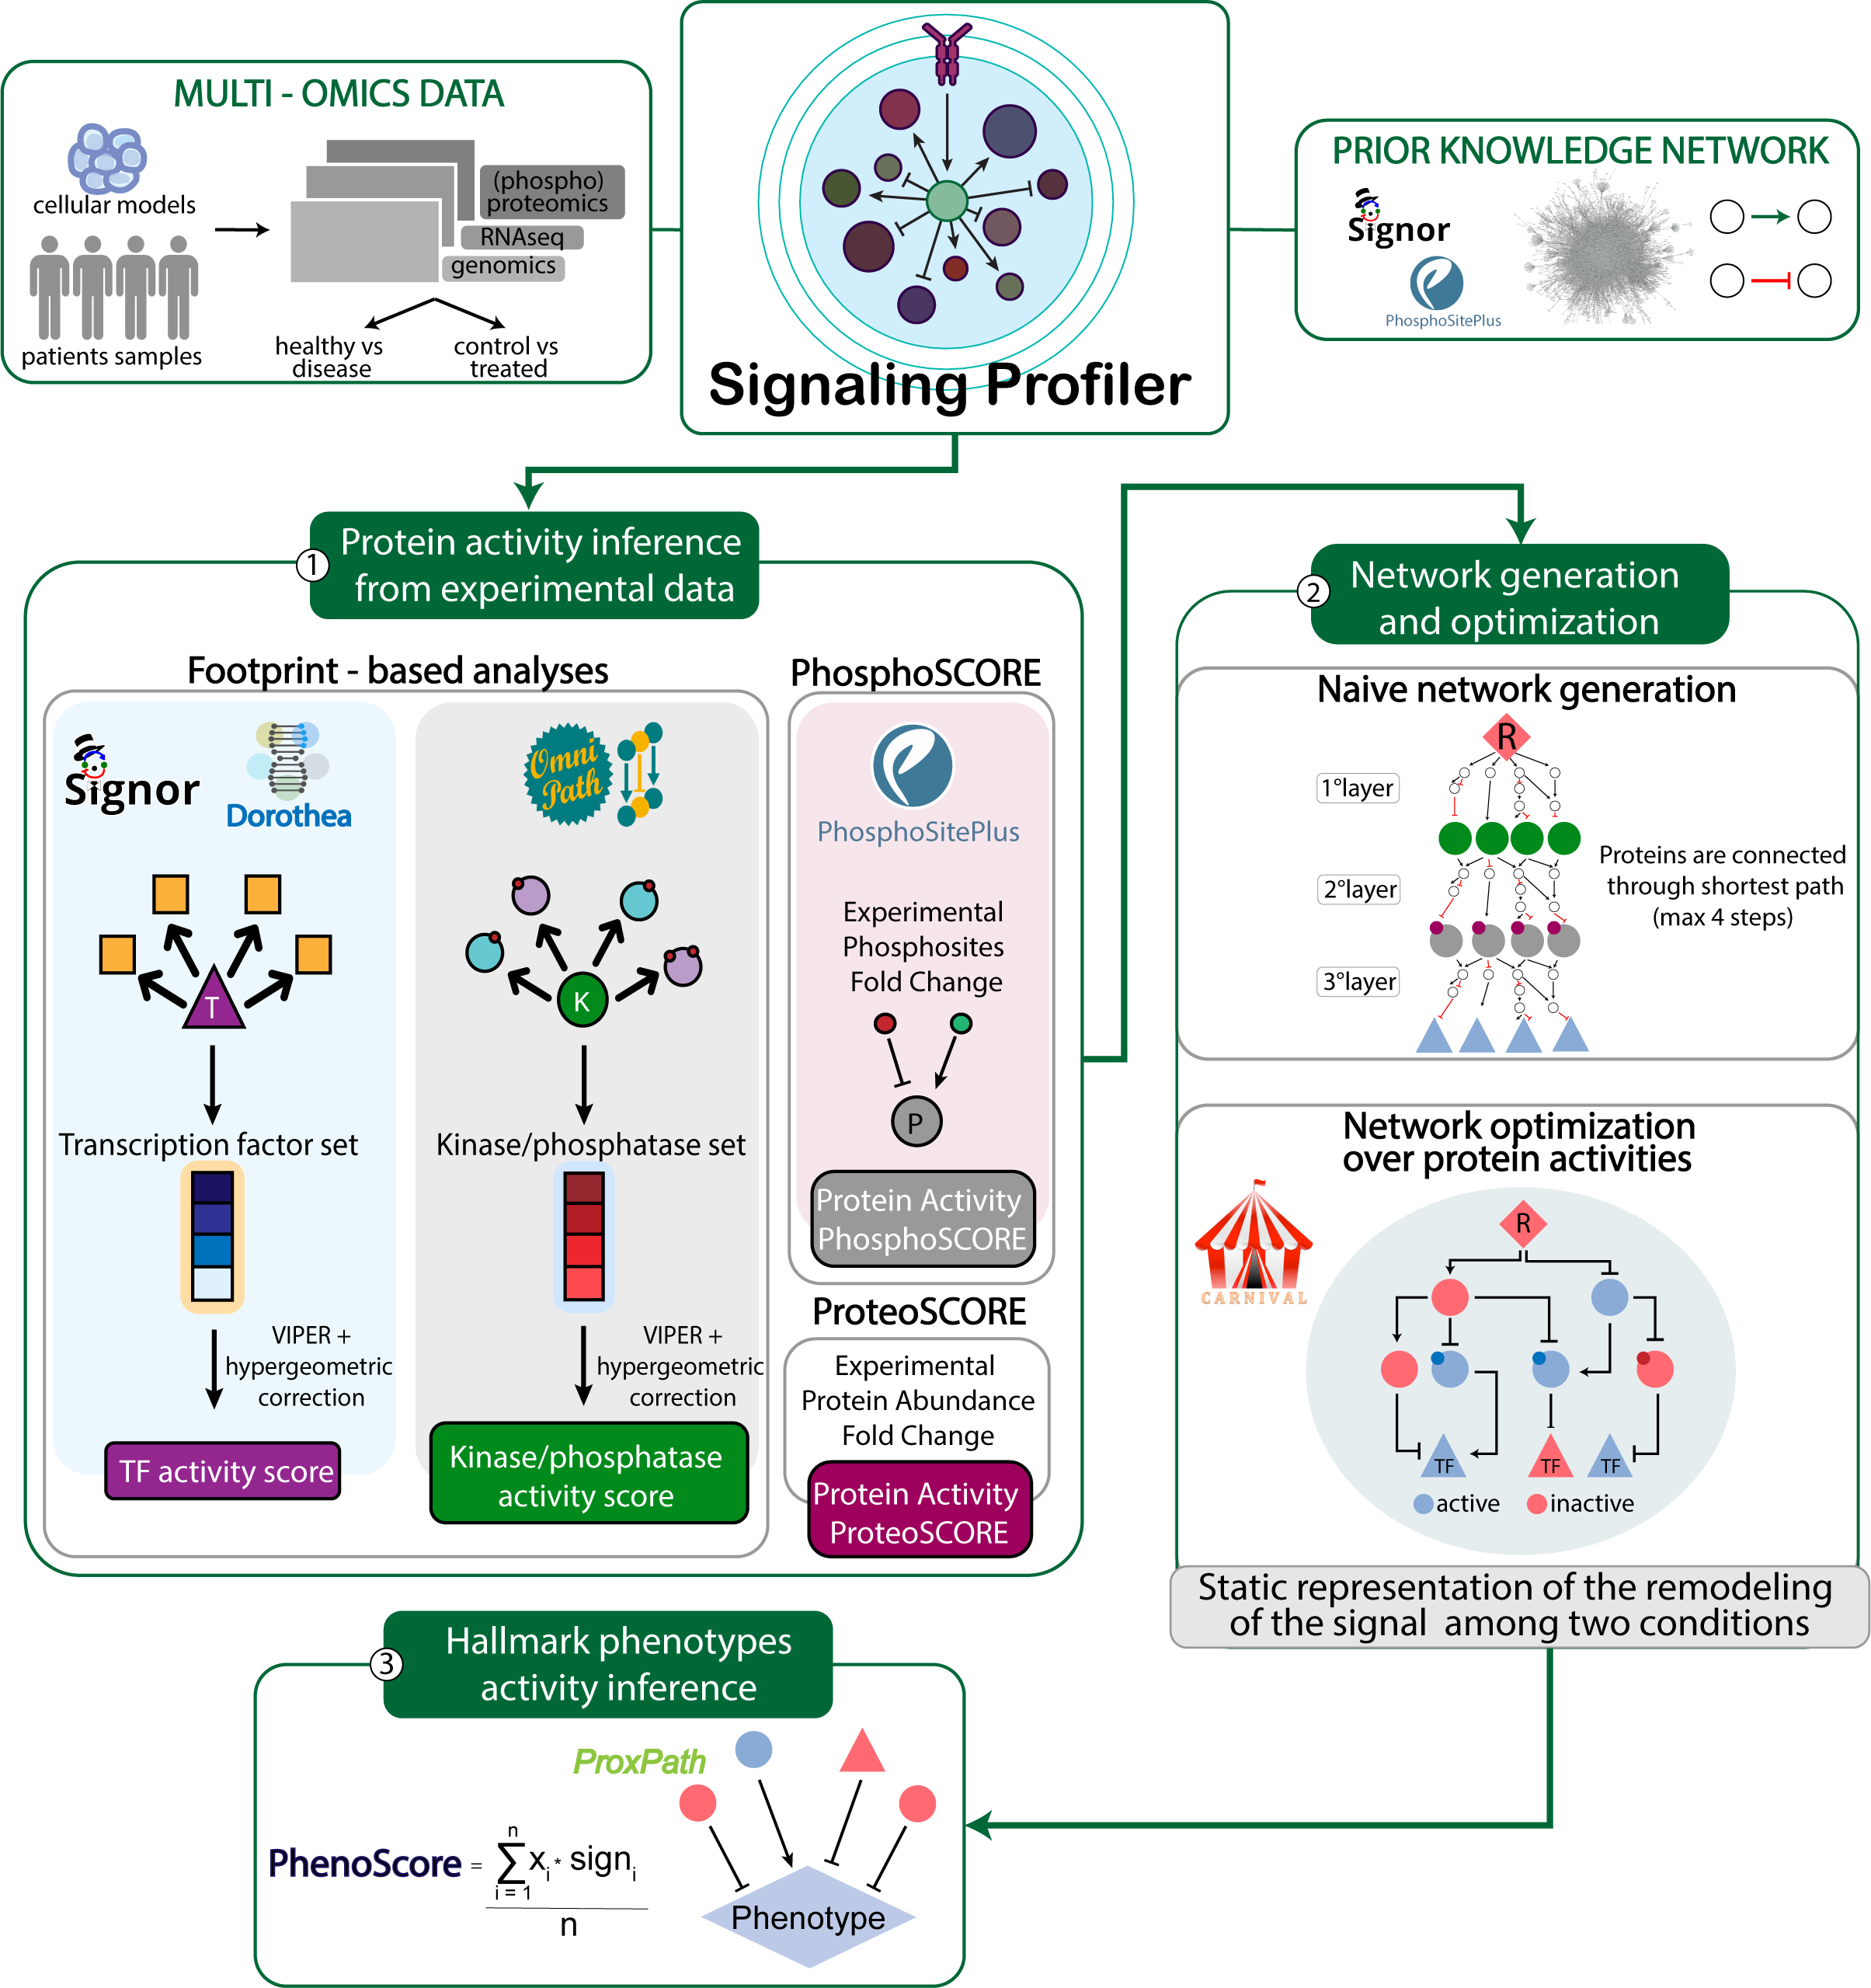 MULTI - OMICS DATA
cellular models
patients samples
(phospho)
proteomics
RNAseq
genomics
healthy vs
disease
control vs
treated
Signaling Profiler
PRIOR KNOWLEDGE NETWORK
Signor
PhosphoSitePlus
1
Protein activity inference
from experimental data
Footprint - based analyses
Signor
Dorothea
T
Transcription factor set
VIPER +
hypergeometric
correction
TF activity score
Omni
Path
K
Kinase/phosphatase set
VIPER +
hypergeometric
correction
Kinase/phosphatase
activity score
PhosphoSCORE
PhosphoSitePlus
Experimental
Phosphosites
Fold Change
P
Protein Activity
PhosphoSCORE
ProteoSCORE
Experimental
Protein Abundance
Fold Change
Protein Activity
ProteoSCORE
2
Network generation
and optimization
Naive network generation
R
1°layer
2°layer
3°layer
Proteins are connected
through shortest path
(max 4 steps)
Network optimization
over protein activities
CARNIVAL
R
TF
TF
TF
active
inactive
Static representation of the remodeling
of the signal among two conditions
3
Hallmark phenotypes
activity inference
ProxPath
PhenoScore = n∑i = 1 xi * signi
n
Phenotype